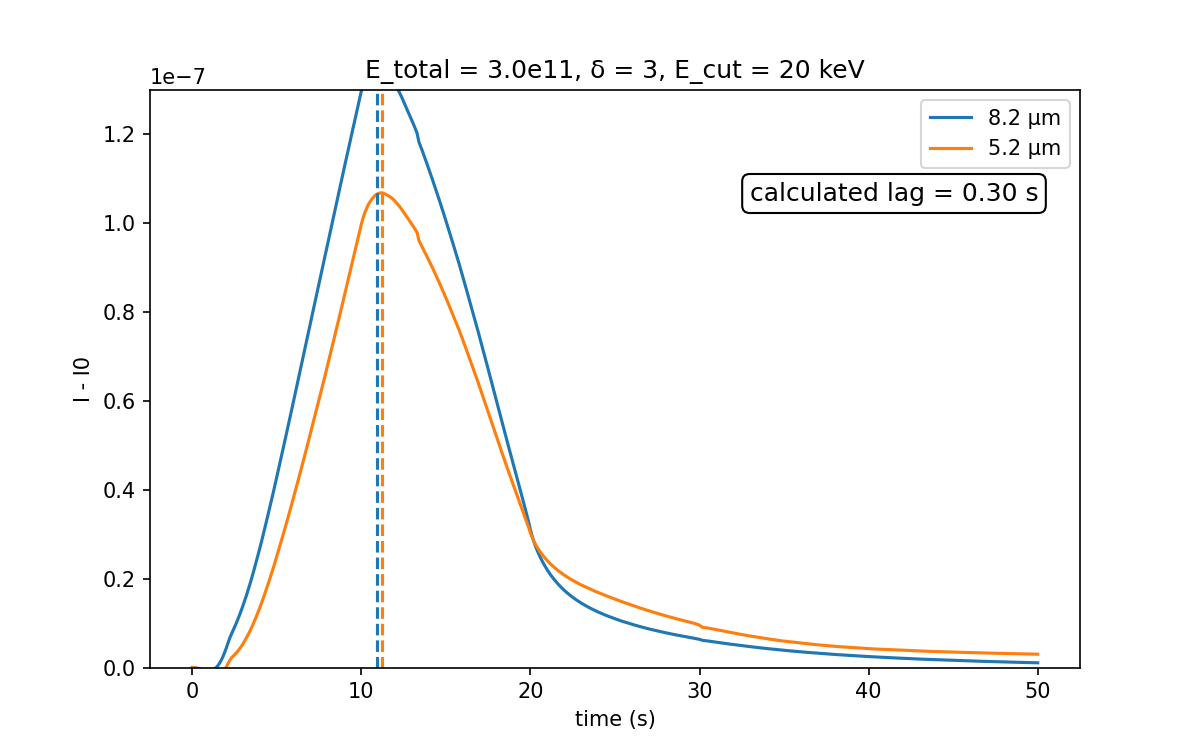 E_total = 3.0e11, δ = 3, E_cut = 20 keV
1e−7
8.2 μm
5.2 μm
calculated lag = 0.30 s
1.2
1.0
0.8
0.6
0.4
0.2
0.0
I - I0
0 10 20 30 40 50
time (s)